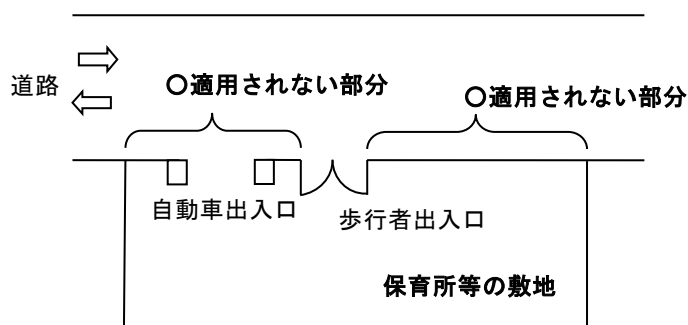 道路
○適用されない部分
○適用されない部分
自動車出入口
歩行者出入口
保育所等の敷地